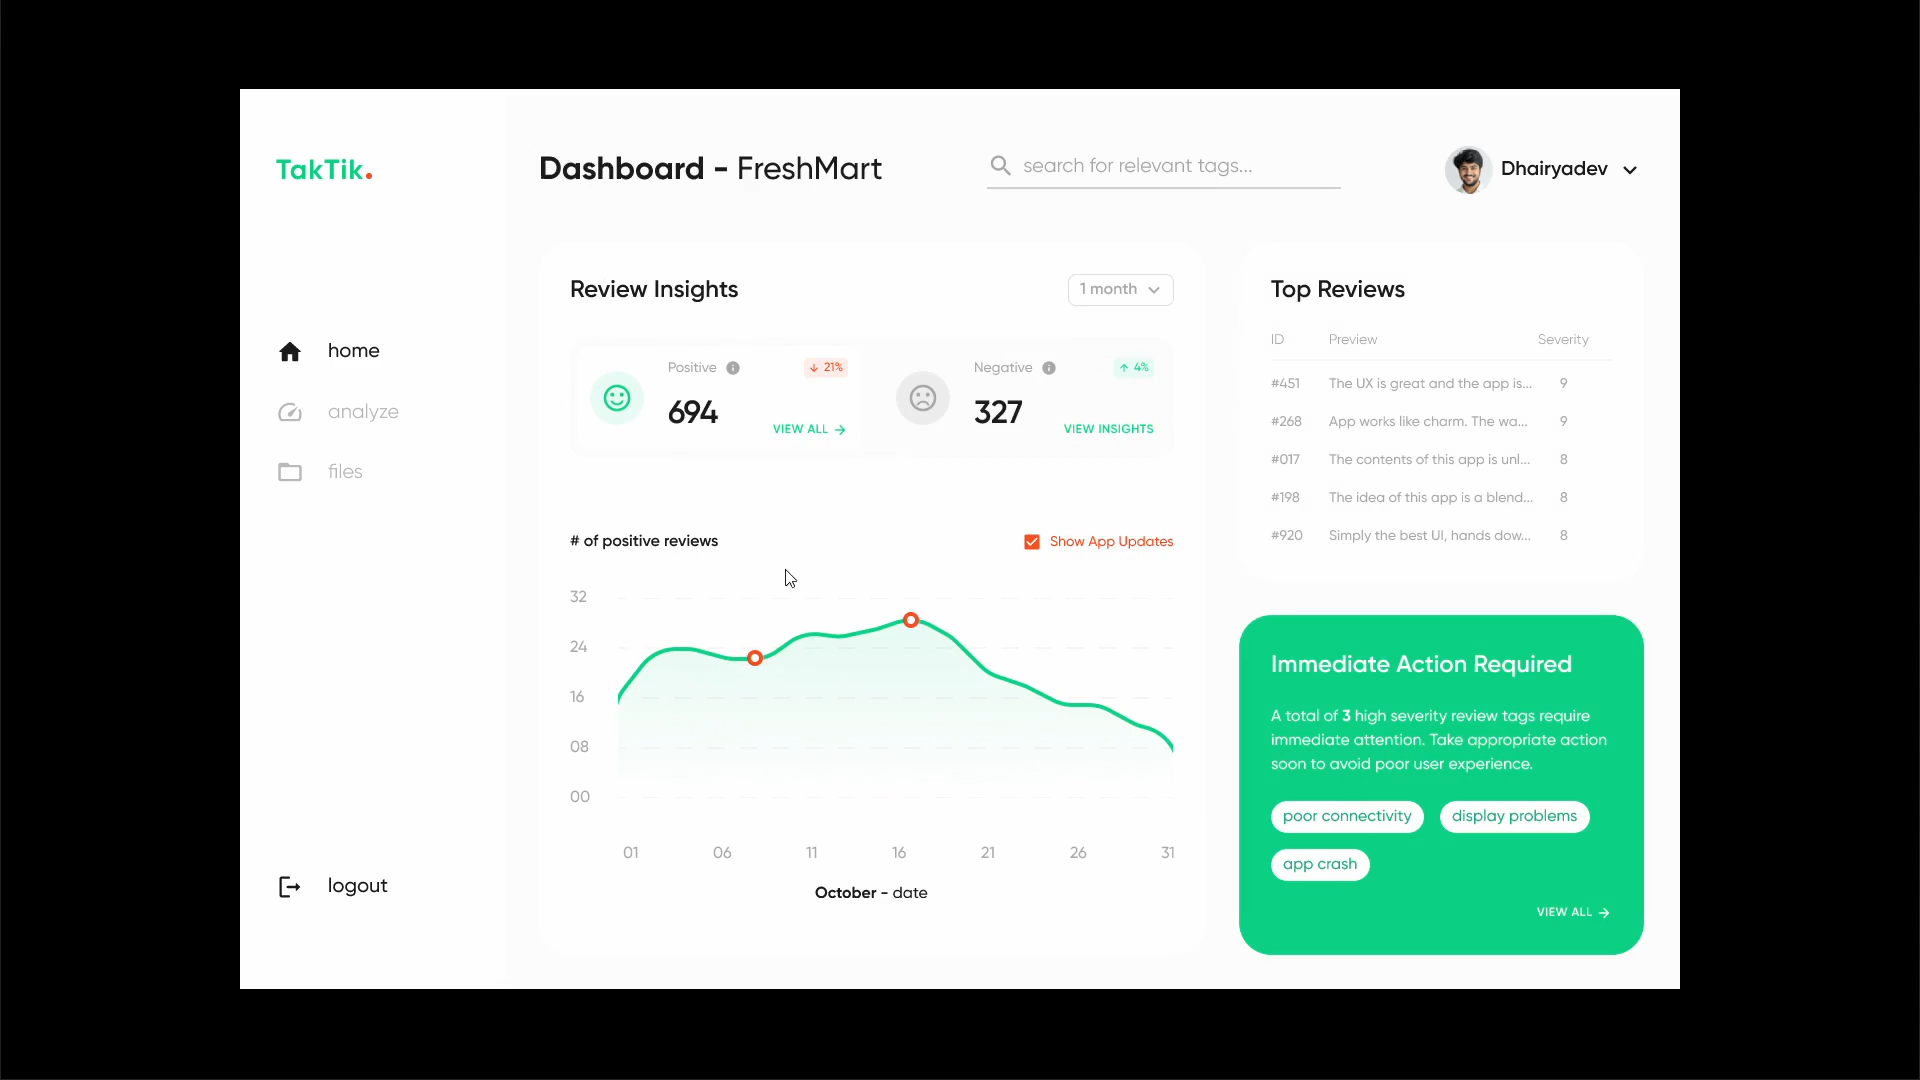 TakTik.
Dashboard - FreshMart
search for relevant tags...
Dhairyadev
home
analyze
files
logout
Review Insights
1 month
Positive
21%
694
VIEW ALL
Negative
4%
327
VIEW INSIGHTS
# of positive reviews
Show App Updates
32
24
16
08
00
01 06 11 16 21 26 31
October - date
Top Reviews
ID Preview Severity
#451 The UX is great and the app is... 9
#268 App works like charm. The wa... 9
#017 The contents of this app is unl... 8
#198 The idea of this app is a blend... 8
#920 Simply the best UI, hands dow... 8
Immediate Action Required
A total of 3 high severity review tags require
immediate attention. Take appropriate action
soon to avoid poor user experience.
poor connectivity
display problems
app crash
VIEW ALL